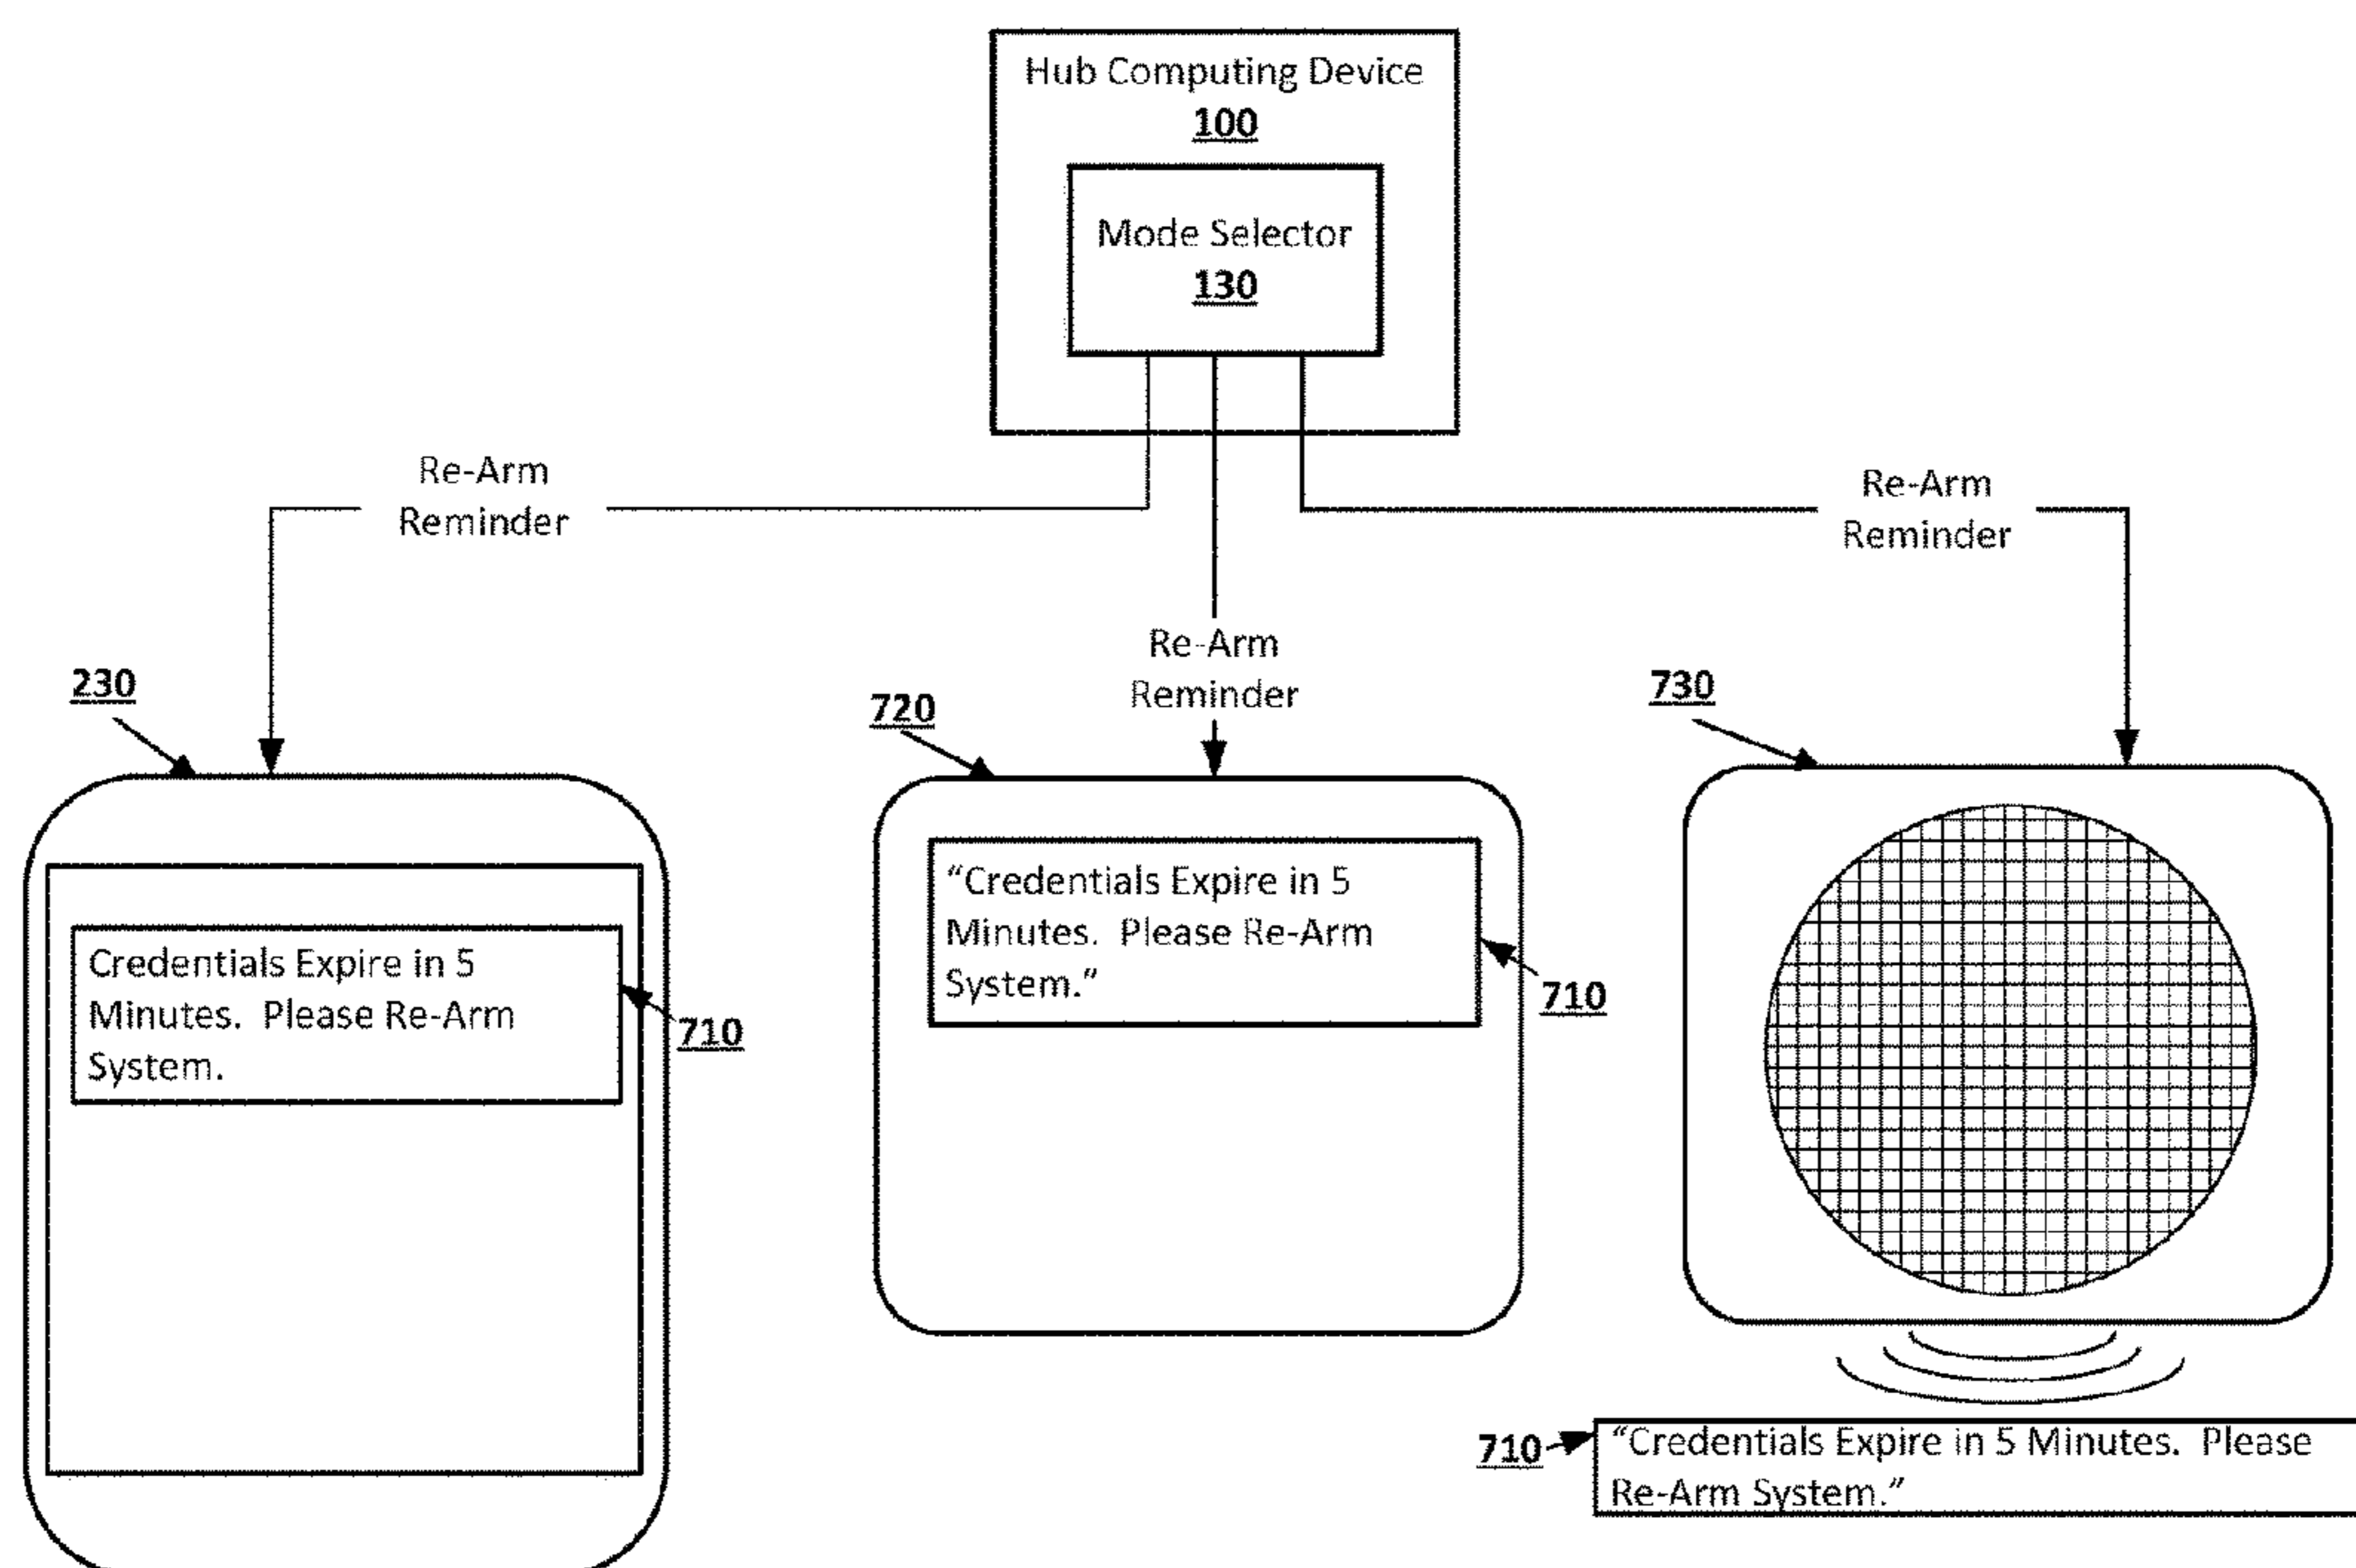 Hub Computing Device
100
Mode Selector
130
Re-Arm
Reminder
Re-Arm
Reminder
Re-Arm
Reminder
230
720
730
Credentials Expire in 5
Minutes.  Please Re-Arm
System.
710
“Credentials Expire in 5
Minutes.  Please Re-Arm
System.”
710
710
“Credentials Expire in 5 Minutes.  Please
Re-Arm System.”